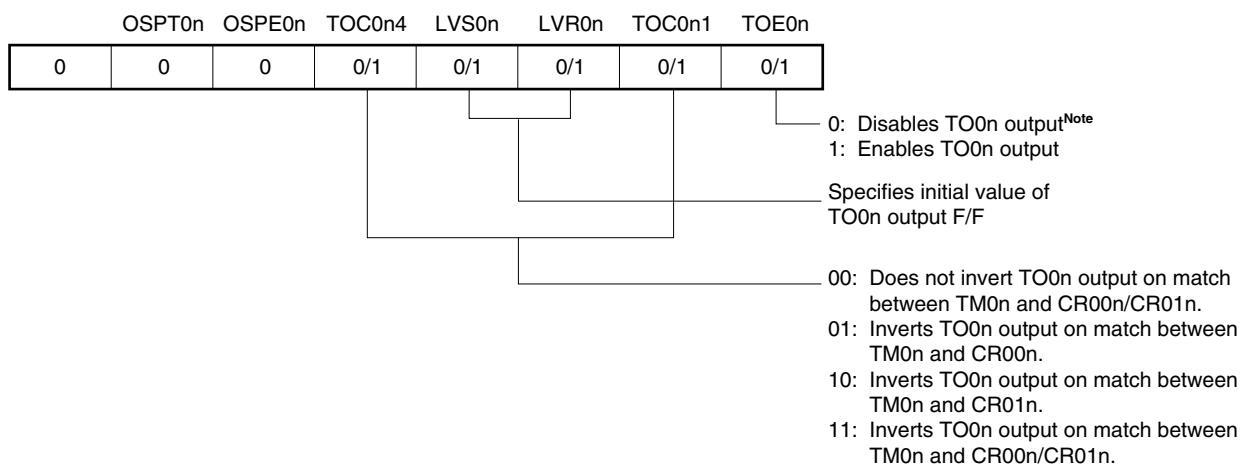 OSPT0n OSPE0n TOC0n4 LVS0n LVR0n TOC0n1 TOE0n
0 0 0 0/1 0/1 0/1 0/1 0/1
0: Disables TO0n output Note
1: Enables TO0n output
Specifies initial value of
TO0n output F/F
00: Does not invert TO0n output on match
between TM0n and CR00n/CR01n.
01: Inverts TO0n output on match between
TM0n and CR00n.
10: Inverts TO0n output on match between
TM0n and CR01n.
11: Inverts TO0n output on match between
TM0n and CR00n/CR01n.